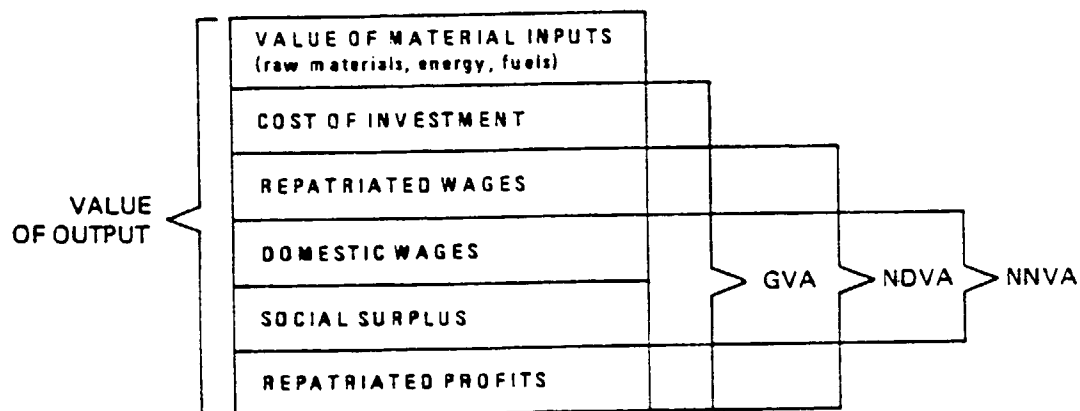 VALUE OF MATERIAL INPUTS
(raw materials, energy, fuels)
COST OF INVESTMENT
REPATRIATED WAGES
VALUE
OF OUTPUT
DOMESTIC WAGES
GVA
NDVA
NNVA
SOCIAL SURPLUS
REPATRIATED PROFITS